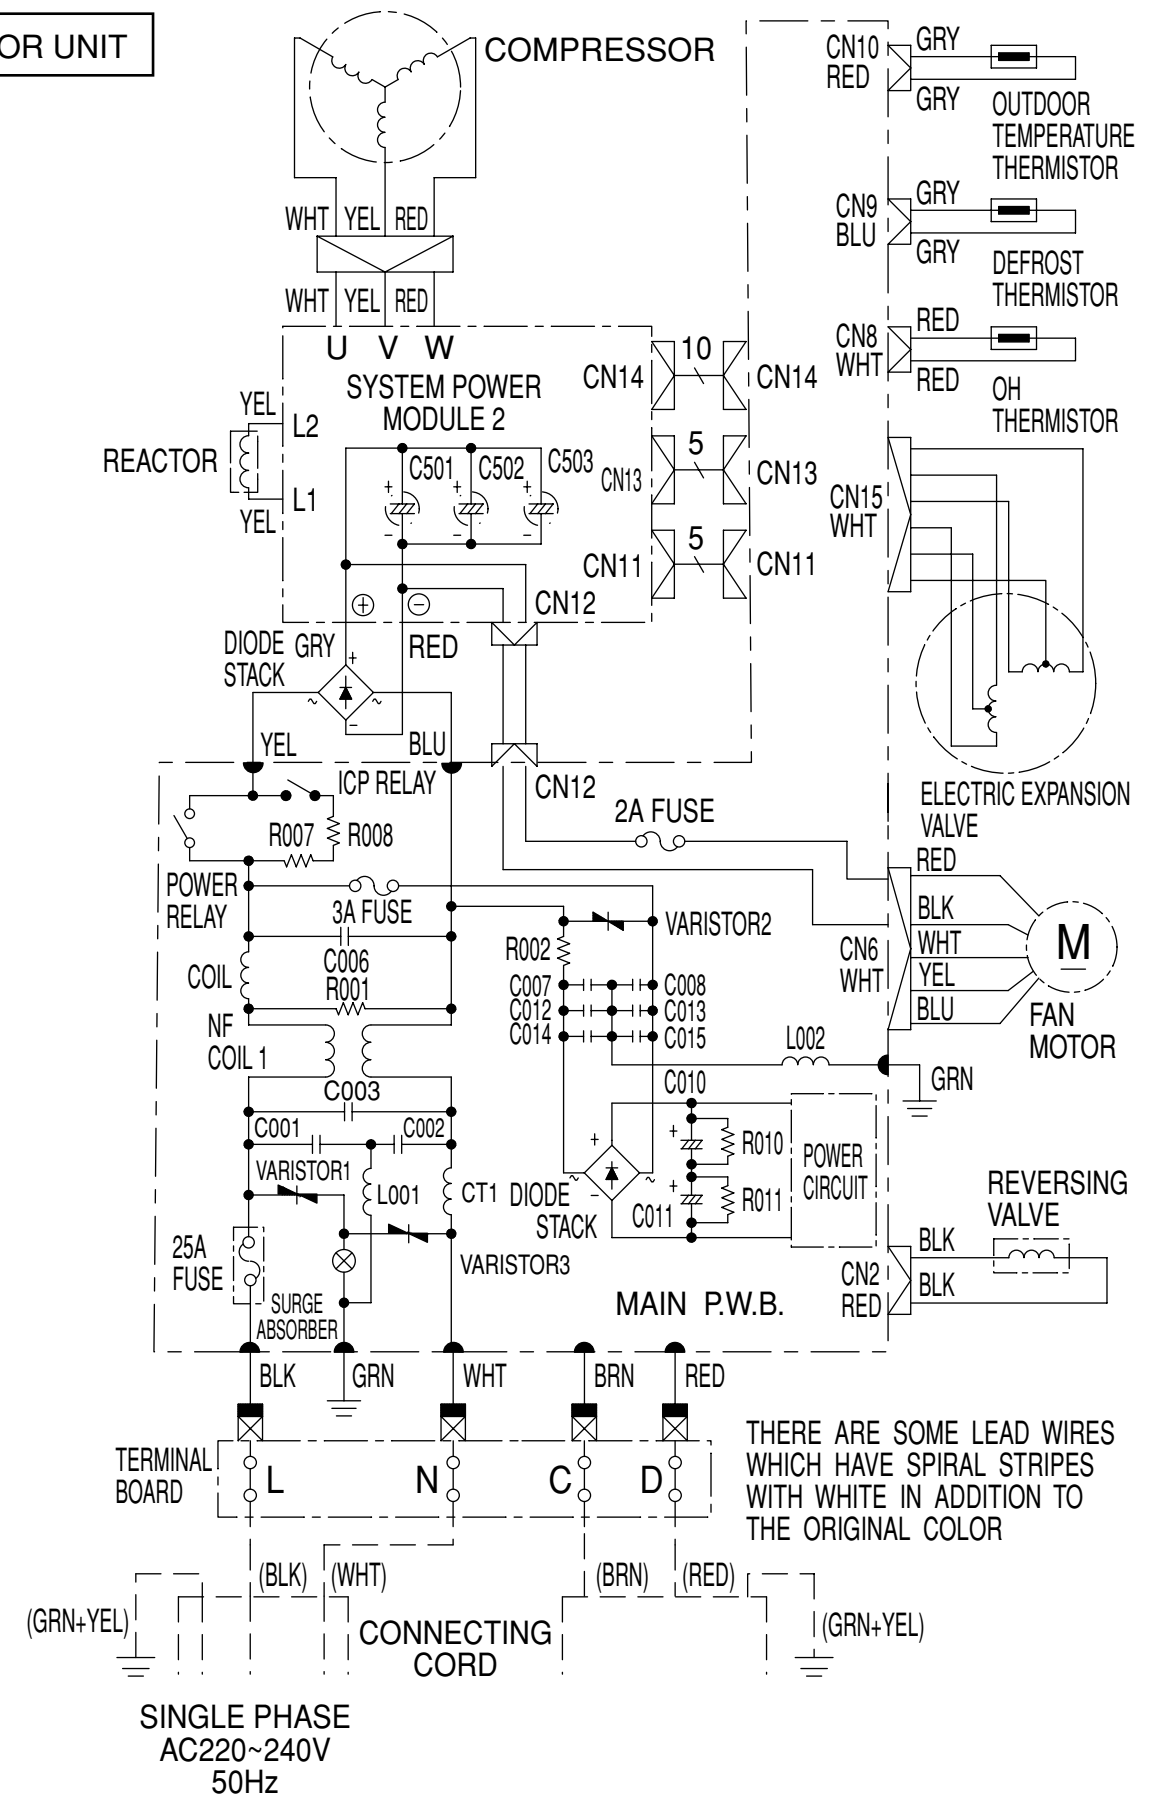 OR UNIT
COMPRESSOR
CN10
RED
GRY
GRY
OUTDOOR
TEMPERATURE
THERMISTOR
WHT YEL RED
CN9
BLU
GRY
GRY
DEFROST
THERMISTOR
WHT YEL RED
CN8
WHT
RED
RED
OH
THERMISTOR
U V W
SYSTEM POWER
MODULE 2
CN14
10
CN14
YEL
L2
REACTOR
L1
YEL
C501
C502
C503
+
+
+
−
−
−
CN13
5
CN13
CN15
WHT
CN11
5
CN11
+
−
CN12
DIODE
STACK
GRY
RED
+
~
~
−
YEL
BLU
ICP RELAY
CN12
ELECTRIC EXPANSION
VALVE
2A FUSE
R007
R008
POWER
RELAY
3A FUSE
VARISTOR2
RED
BLK
WHT
YEL
BLU
CN6
WHT
M
FAN
MOTOR
C006
R002
COIL
R001
C007
C008
C012
C013
C014
C015
NF
COIL 1
L002
GRN
C003
C010
C001
C002
+
R010
POWER
CIRCUIT
VARISTOR1
L001
CT1
DIODE
STACK
+
~
~
−
+
C011
R011
REVERSING
VALVE
25A
FUSE
VARISTOR3
SURGE
ABSORBER
MAIN P.W.B.
CN2
RED
BLK
BLK
BLK
GRN
WHT
BRN
RED
TERMINAL
BOARD
L
N
C
D
THERE ARE SOME LEAD WIRES
WHICH HAVE SPIRAL STRIPES
WITH WHITE IN ADDITION TO
THE ORIGINAL COLOR
(BLK)
(WHT)
(BRN)
(RED)
(GRN+YEL)
(GRN+YEL)
CONNECTING
CORD
SINGLE PHASE
AC220~240V
50Hz